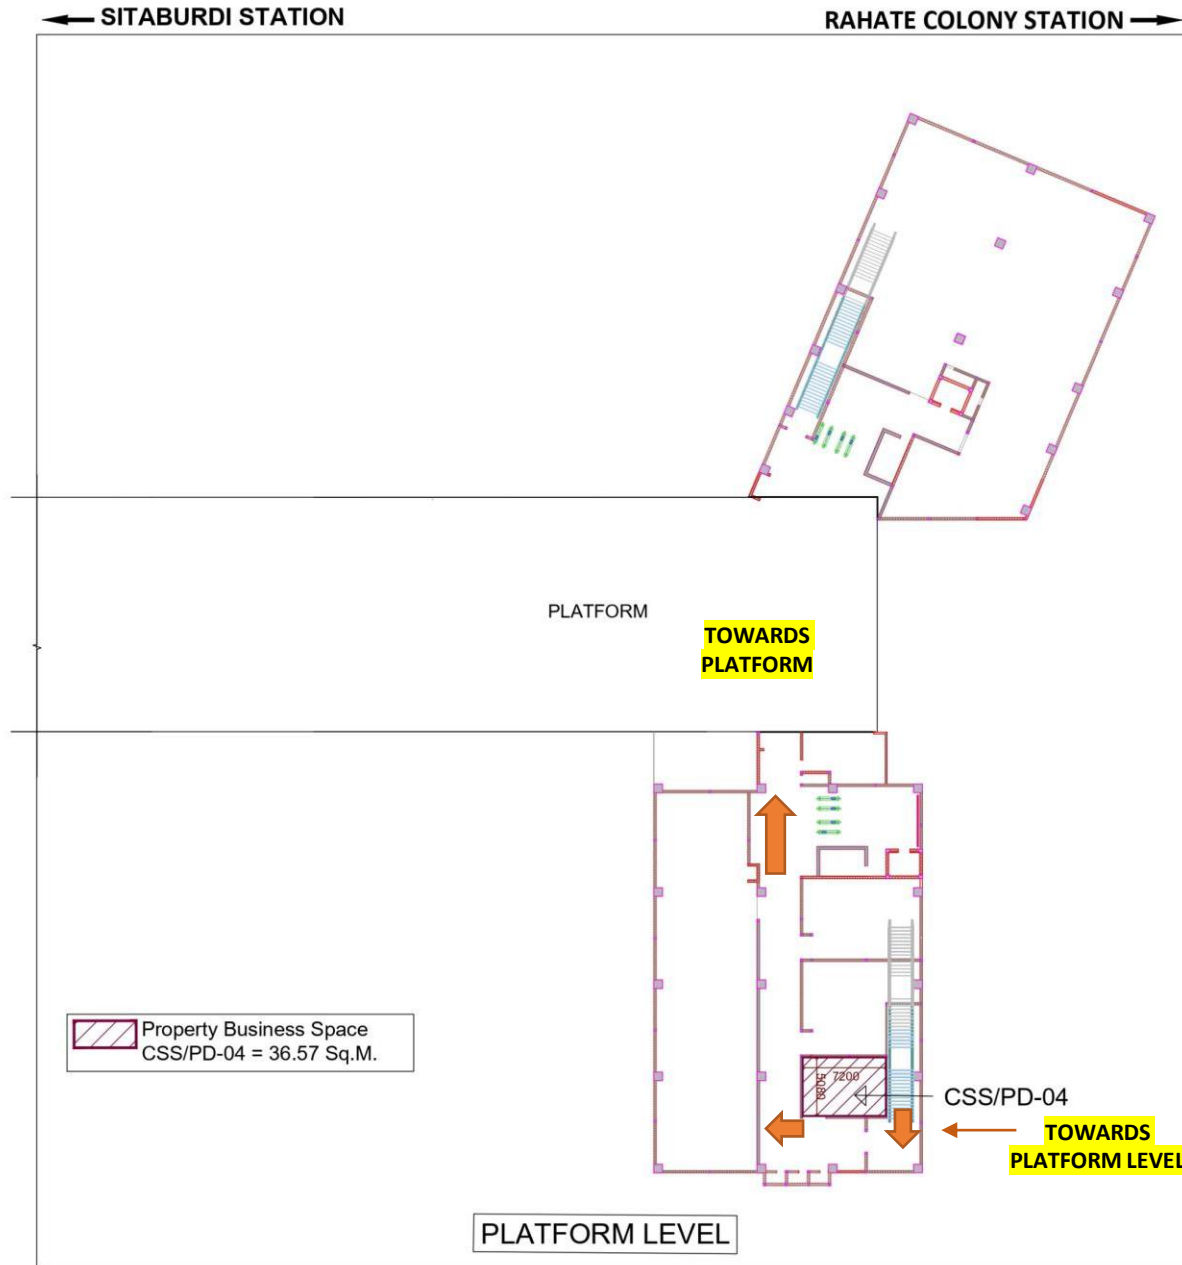 SITABURDI STATION
RAHATE COLONY STATION
PLATFORM
TOWARDS
PLATFORM
Property Business Space
CSS/PD-04 = 36.57 Sq.M.
7200
5080
CSS/PD-04
TOWARDS
PLATFORM LEVEL
PLATFORM LEVEL